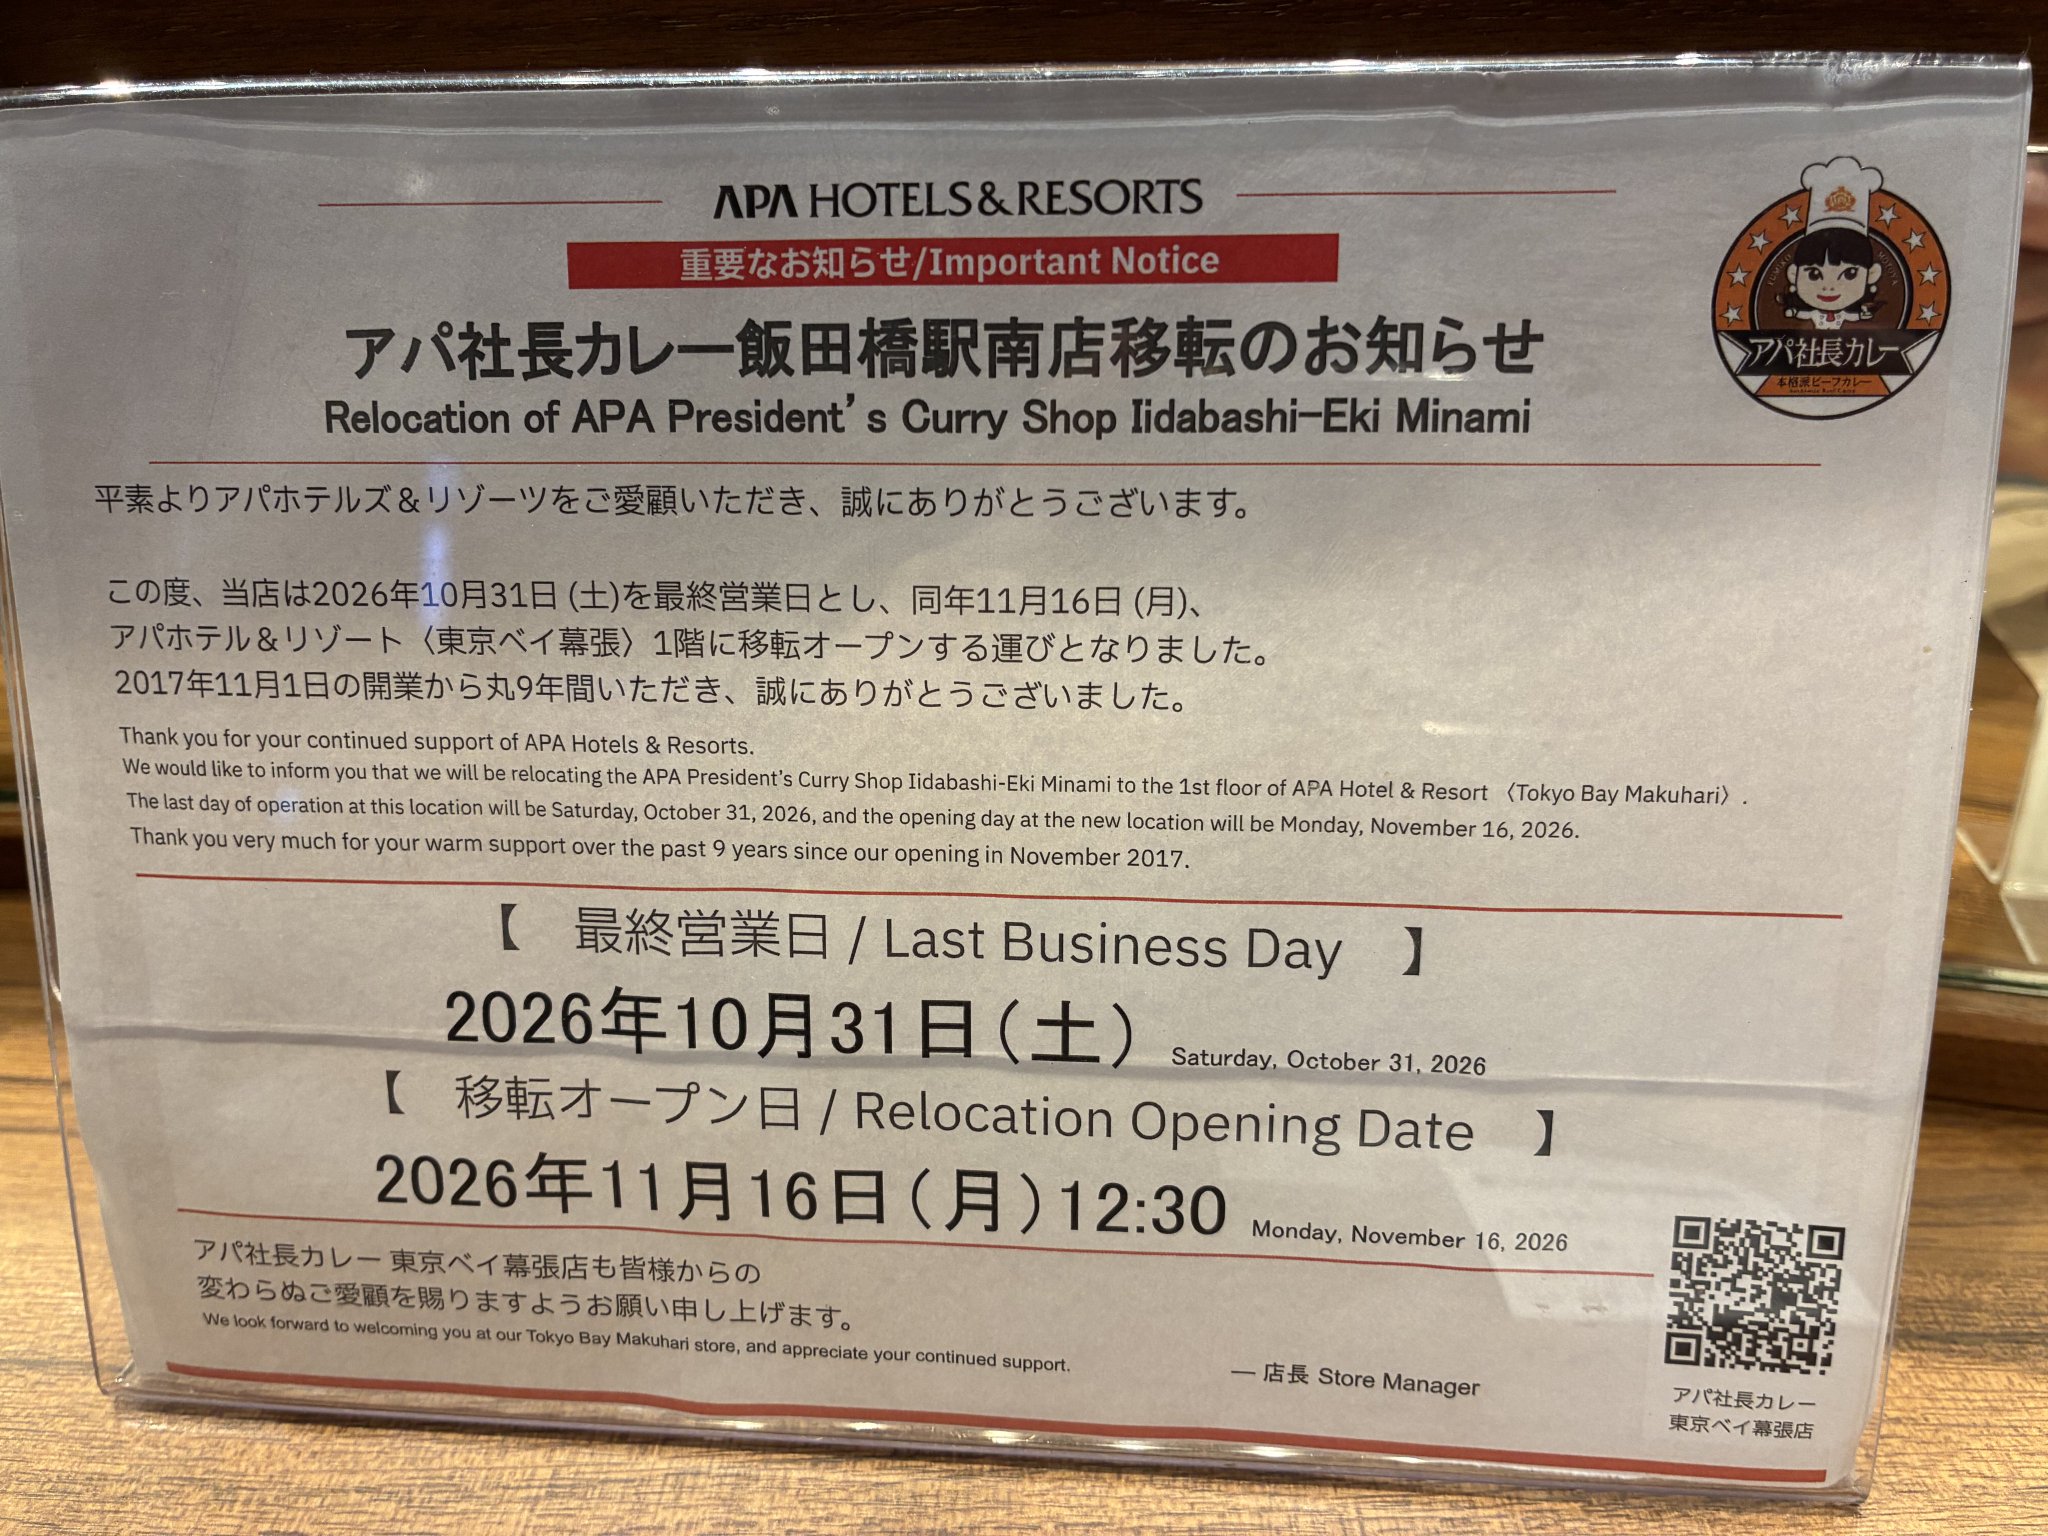 APA HOTELS&RESORTS
重要なお知らせ/Important Notice
アパ社長カレー飯田橋駅南店移転のお知らせ
Relocation of APA President's Curry Shop Iidabashi-Eki Minami
アパ社長カレー
本格派ビーフカレー
平素よりアパホテルズ&リゾーツをご愛顧いただき、誠にありがとうございます。
この度、当店は2026年10月31日 (土)を最終営業日とし、同年11月16日 (月)、
アパホテル&リゾート〈東京ベイ幕張〉1階に移転オープンする運びとなりました。
2017年11月1日の開業から丸9年間いただき、誠にありがとうございました。
Thank you for your continued support of APA Hotels & Resorts.
We would like to inform you that we will be relocating the APA President's Curry Shop Iidabashi-Eki Minami to the 1st floor of APA Hotel & Resort 〈Tokyo Bay Makuhari〉.
The last day of operation at this location will be Saturday, October 31, 2026, and the opening day at the new location will be Monday, November 16, 2026.
Thank you very much for your warm support over the past 9 years since our opening in November 2017.
【 最終営業日 / Last Business Day 】
2026年10月31日(土) Saturday, October 31, 2026
【 移転オープン日 / Relocation Opening Date 】
2026年11月16日(月)12:30 Monday, November 16, 2026
アパ社長カレー 東京ベイ幕張店も皆様からの
変わらぬご愛顧を賜りますようお願い申し上げます。
We look forward to welcoming you at our Tokyo Bay Makuhari store, and appreciate your continued support.
— 店長 Store Manager
アパ社長カレー
東京ベイ幕張店